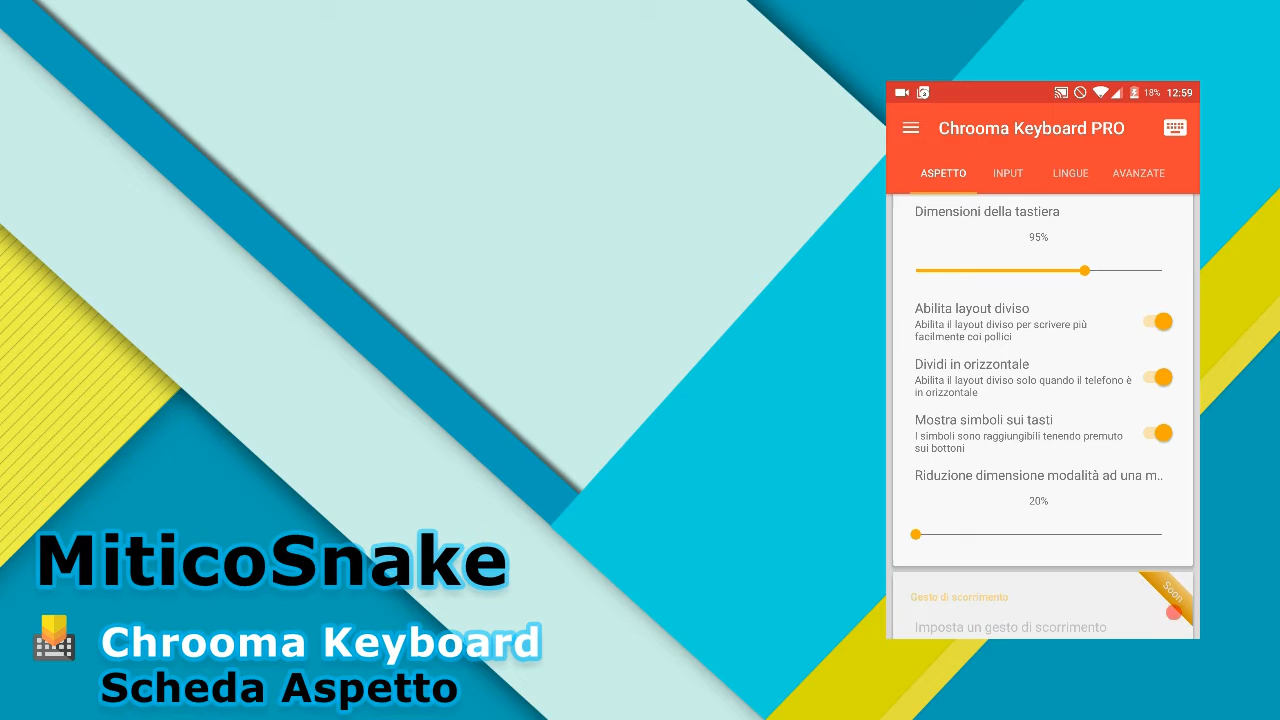 18% 12:59
Chrooma Keyboard PRO
ASPETTO INPUT LINGUE AVANZATE
Dimensioni della tastiera
95%
Abilita layout diviso
Abilita il layout diviso per scrivere più
facilmente coi pollici
Dividi in orizzontale
Abilita il layout diviso solo quando il telefono è
in orizzontale
Mostra simboli sui tasti
I simboli sono raggiungibili tenendo premuto
sui bottoni
Riduzione dimensione modalità ad una m..
20%
Soon
Gesto di scorrimento
Imposta un gesto di scorrimento
MiticoSnake
Chrooma Keyboard
Scheda Aspetto